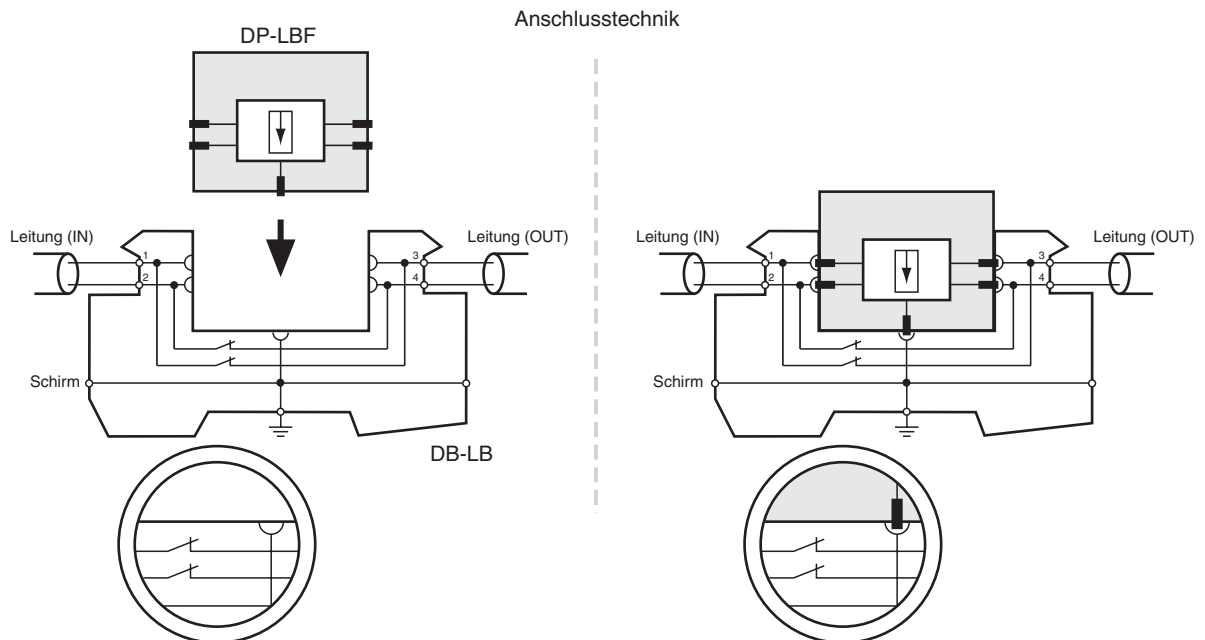 Anschlusstechnik
DP-LBF
Leitung (IN)
Leitung (OUT)
1
2
3
4
Schirm
DB-LB
Leitung (IN)
Leitung (OUT)
1
2
3
4
Schirm